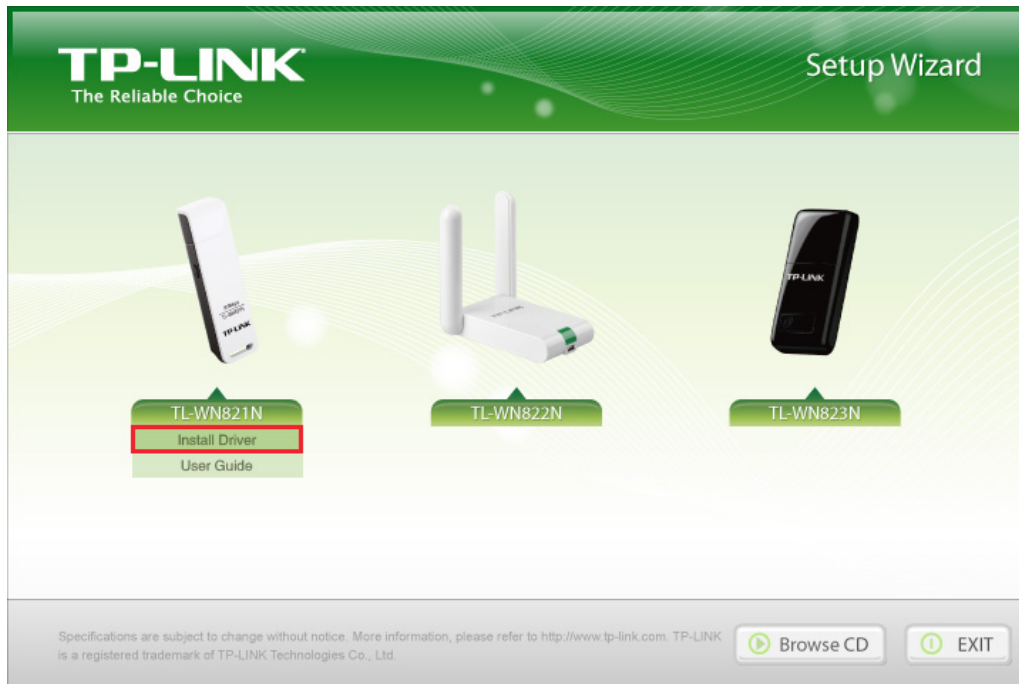 TP-LINK
The Reliable Choice
Setup Wizard
TP-LINK
TP-LINK
TP-LINK
TL-WN821N
TL-WN822N
TL-WN823N
Install Driver
User Guide
Specifications are subject to change without notice. More information, please refer to http://www.tp-link.com. TP-LINK
is a registered trademark of TP-LINK Technologies Co., Ltd.
Browse CD
EXIT